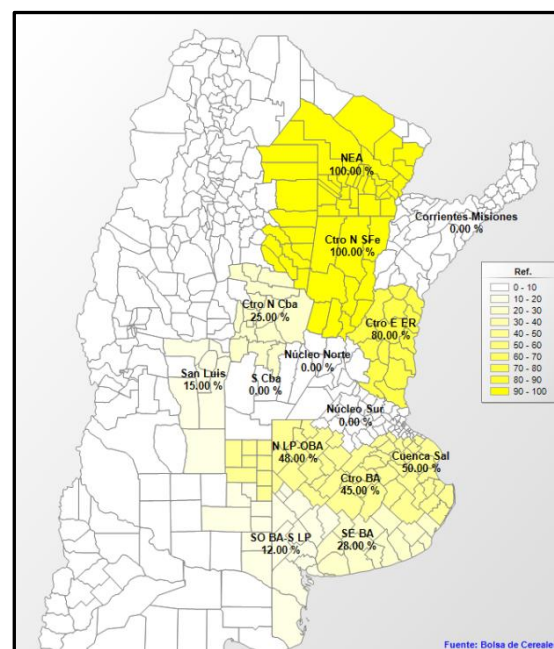 NEA
100.00 %
Corrientes-Misiones
0.00 %
Ctro N SFe
100.00 %
Ref.
0 - 10
10 - 20
20 - 30
30 - 40
40 - 50
50 - 60
60 - 70
70 - 80
80 - 90
90 - 100
Ctro N Cba
25.00 %
Ctro E ER
80.00 %
Núcleo Norte
0.00 %
San Luis
15.00 %
S Cba
0.00 %
Núcleo Sur
0.00 %
N LP-OBA
48.00 %
Cuenca Sal
50.00 %
Ctro BA
45.00 %
SO BA-S LP
12.00 %
SE BA
28.00 %
Fuente: Bolsa de Cereale